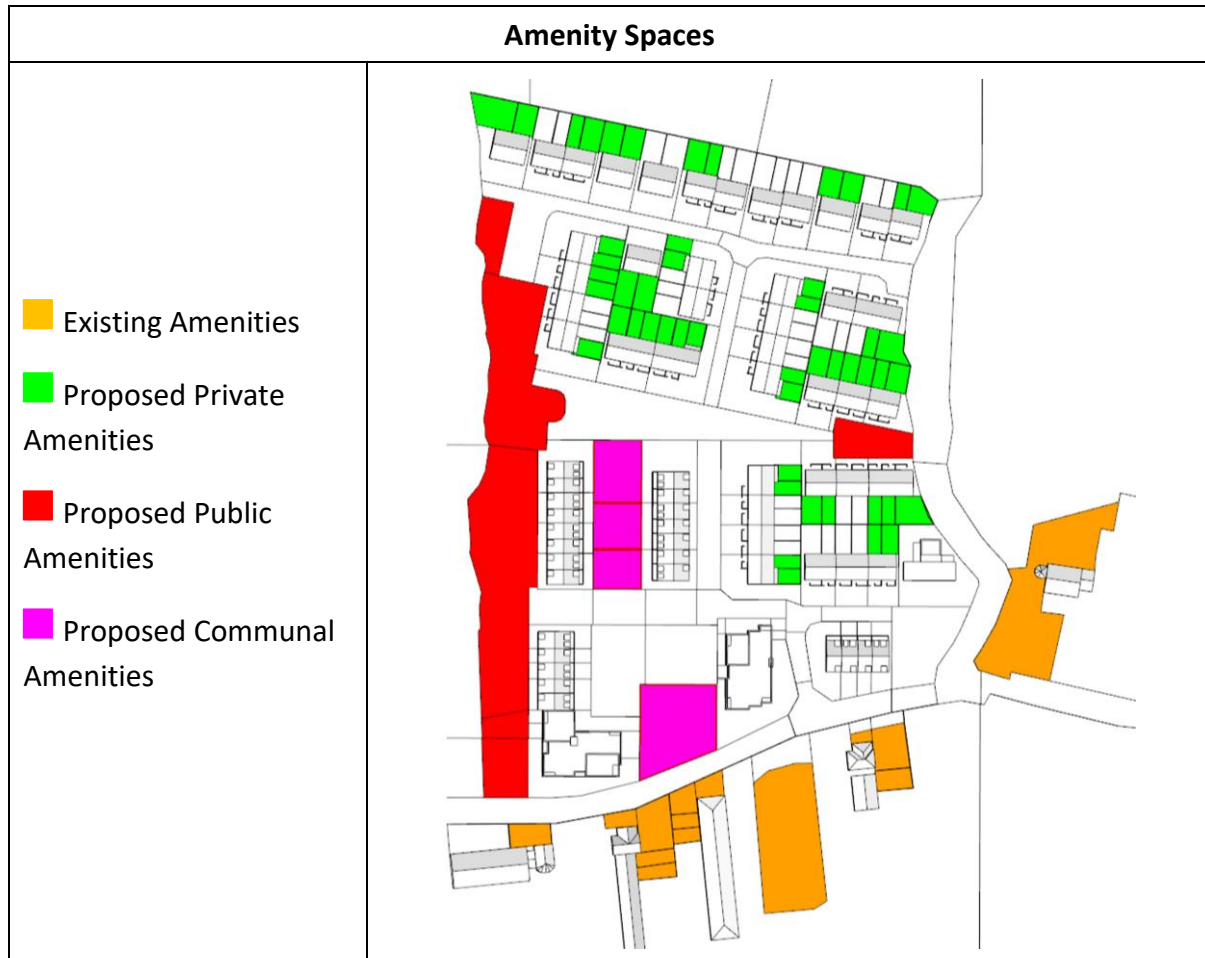 Amenity Spaces
Existing Amenities
Proposed Private
Amenities
Proposed Public
Amenities
Proposed Communal
Amenities